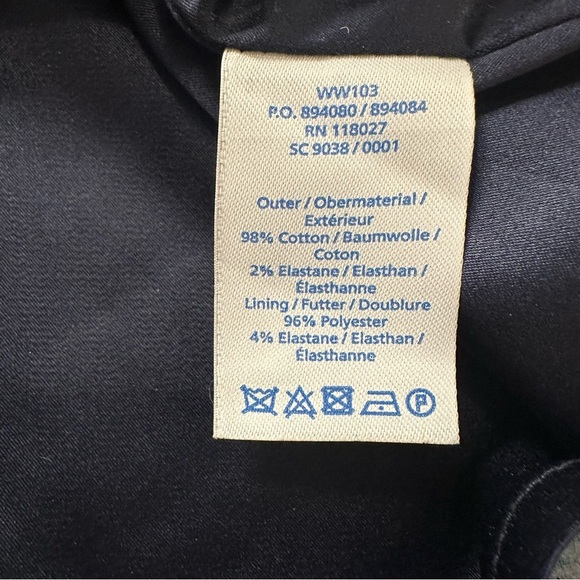 WW103
P.O. 894080 / 894084
RN 118027
SC 9038 / 0001
Outer / Obermaterial /
Extérieur
98% Cotton / Baumwolle /
Coton
2% Elastane / Elasthan /
Élasthanne
Lining / Futter / Doublure
96% Polyester
4% Elastane / Elasthan /
Élasthanne
P